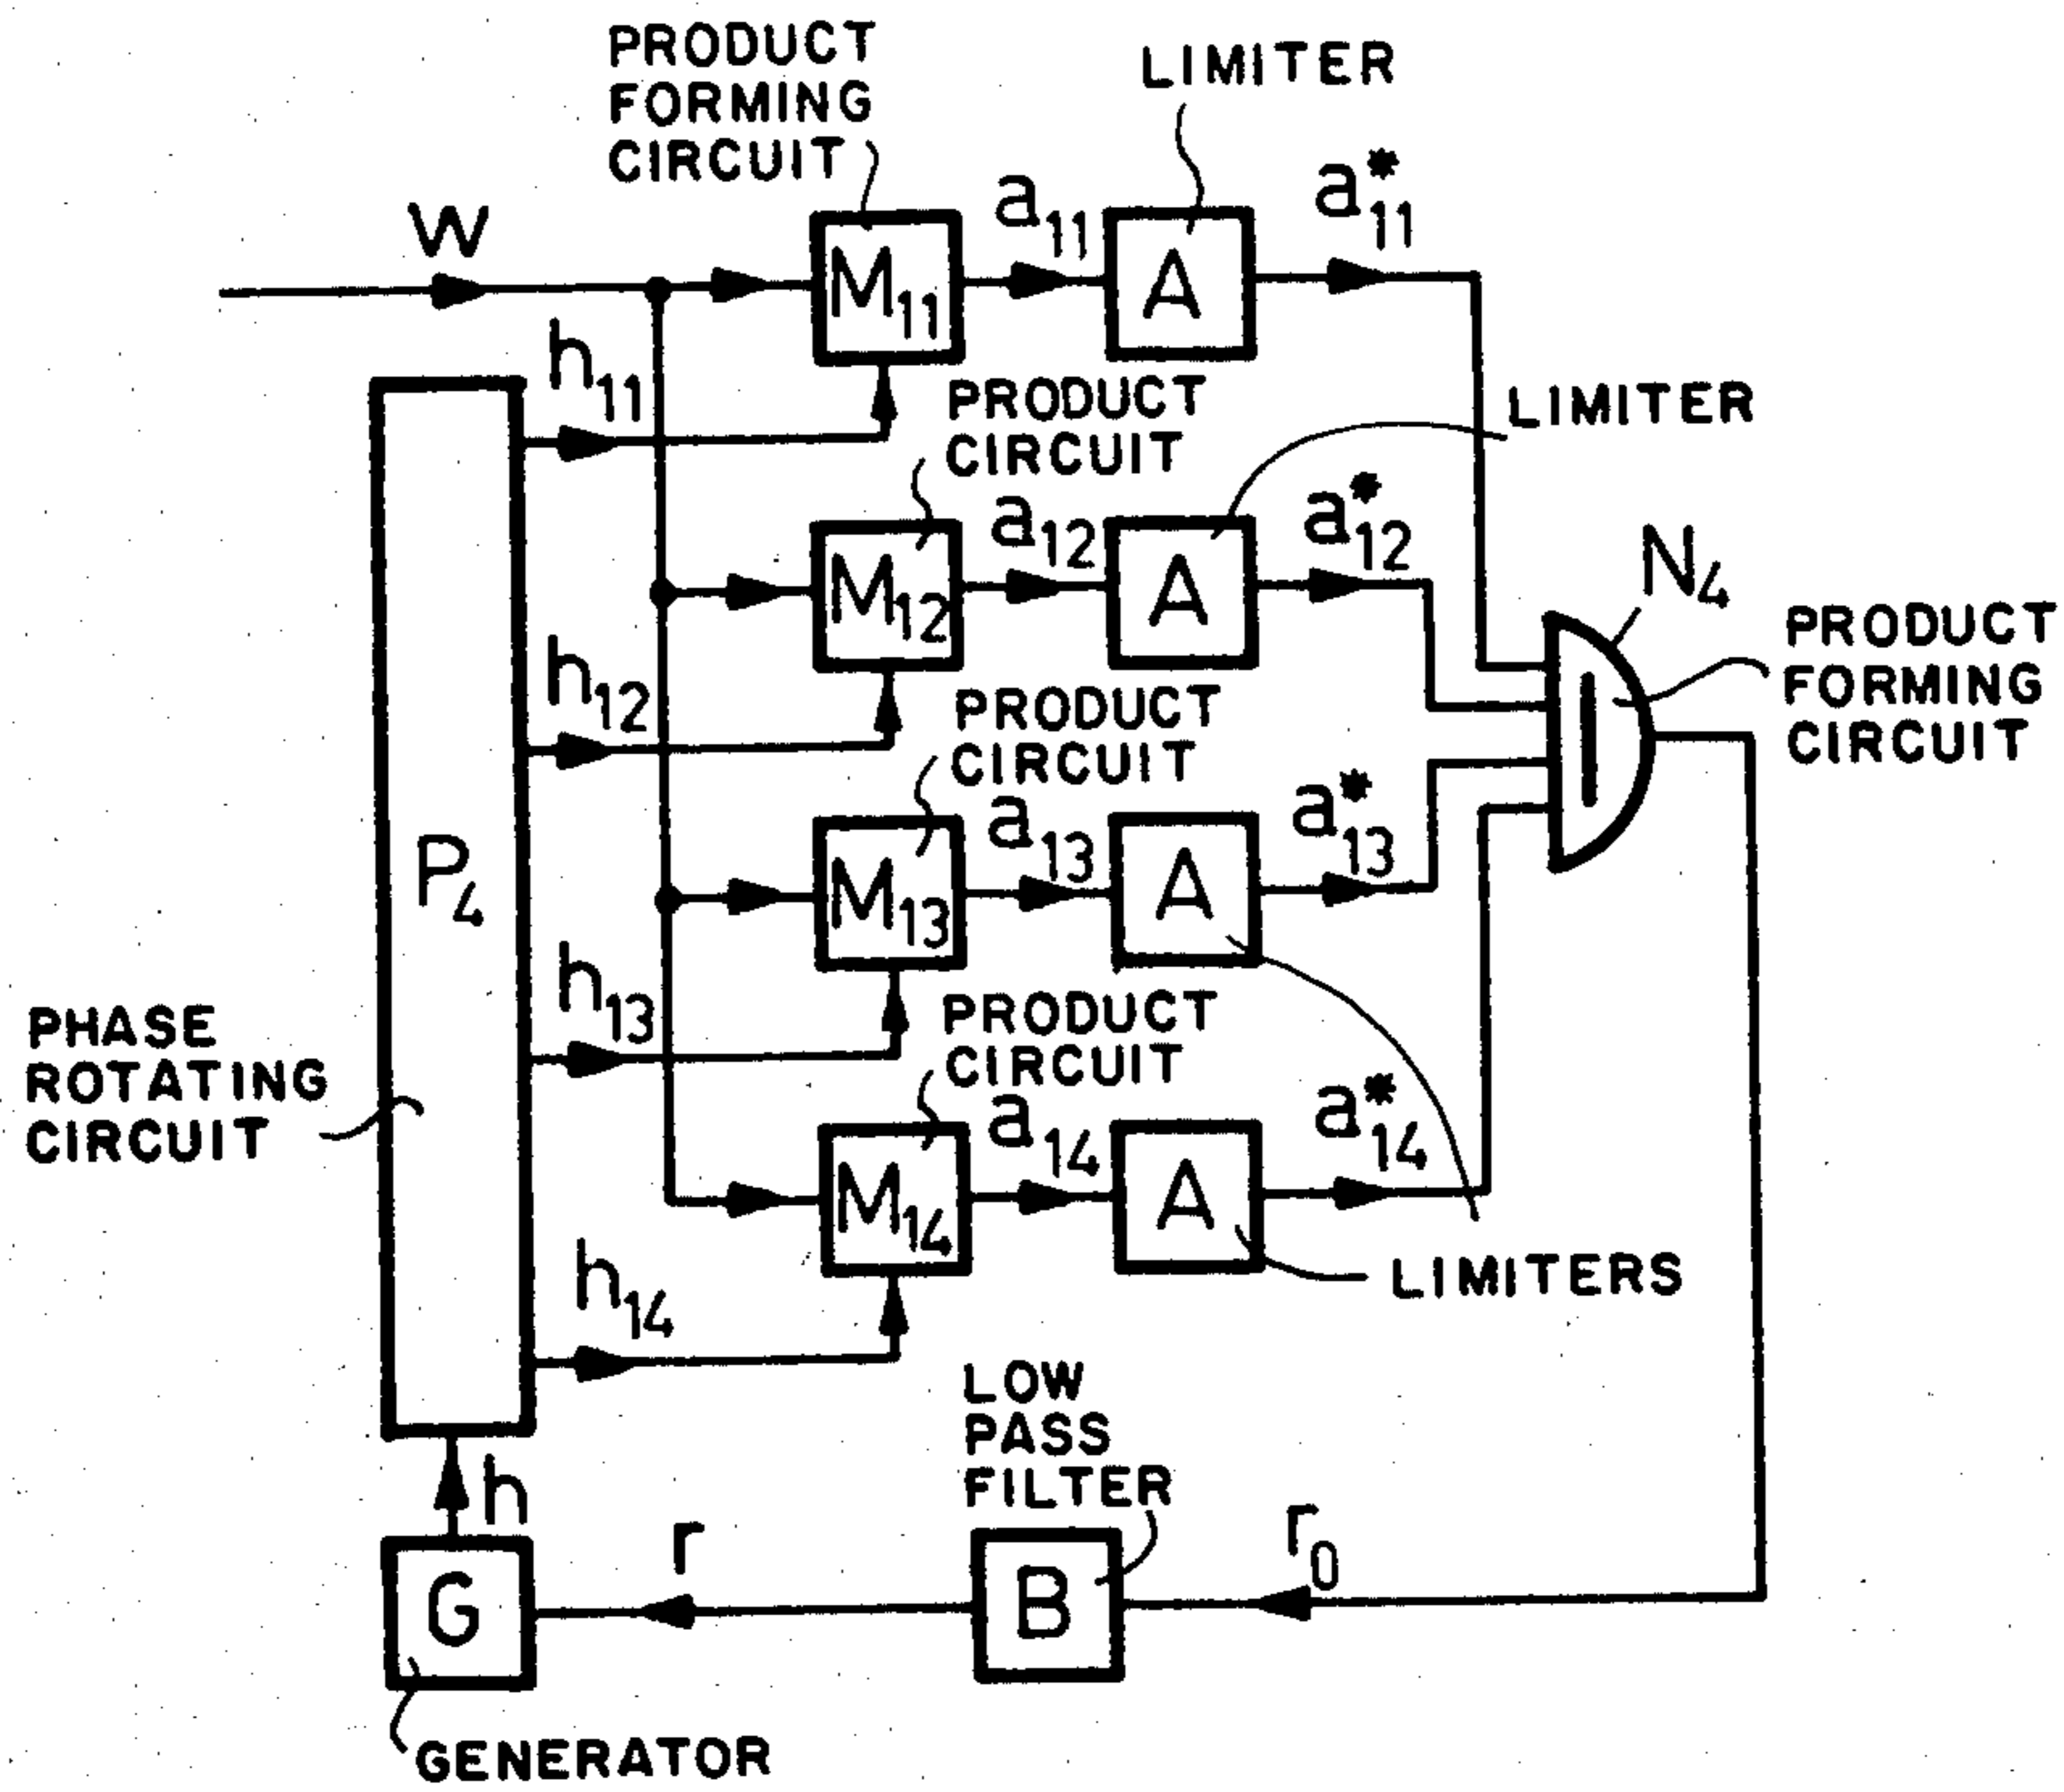 PRODUCT
FORMING
CIRCUIT
LIMITER
W
a11
a*11
M11
A
h11
PRODUCT
CIRCUIT
LIMITER
a12
a*12
M12
A
N4
h12
PRODUCT
FORMING
CIRCUIT
PRODUCT
CIRCUIT
a13
a*13
P4
M13
A
h13
PRODUCT
CIRCUIT
PHASE
ROTATING
CIRCUIT
a14
a*14
M14
A
h14
LIMITERS
LOW
PASS
FILTER
h
r
r0
G
B
GENERATOR